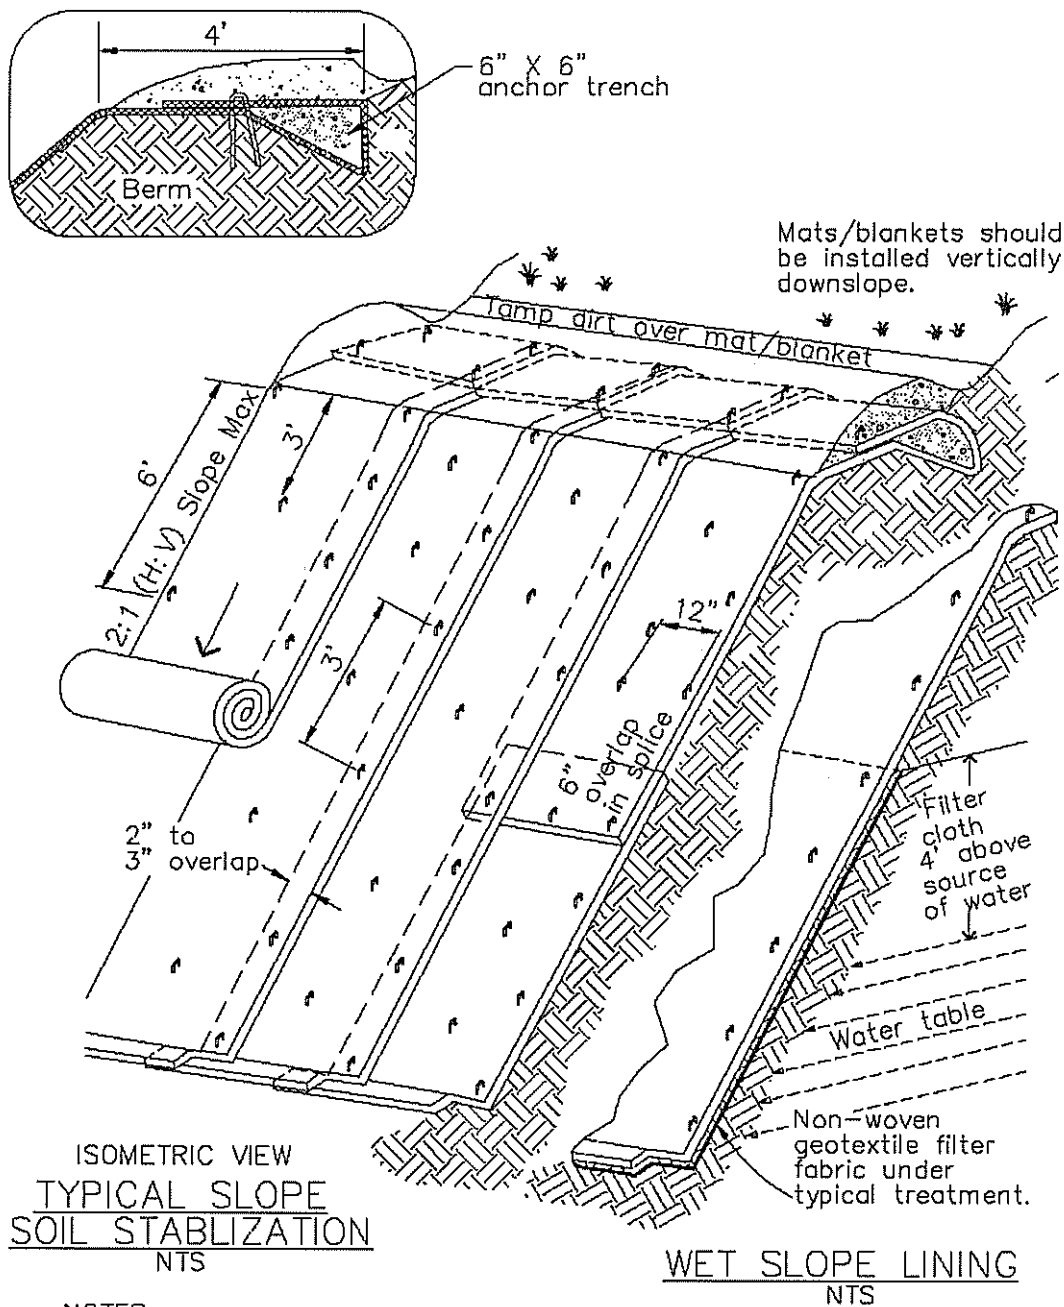 4'
6" X 6"
anchor trench
Berm
Mats/blankets should
be installed vertically
downslope.
Tamp dirt over mat/blanket
6'
3'
2:1 (H:V) Slope Max
3'
12"
6" overlap
in splice
2" to
3" overlap
Filter
cloth
4' above
source
of water
Water table
Non-woven
geotextile filter
fabric under
typical treatment.
ISOMETRIC VIEW
TYPICAL SLOPE
SOIL STABLIZATION
NTS
WET SLOPE LINING
NTS